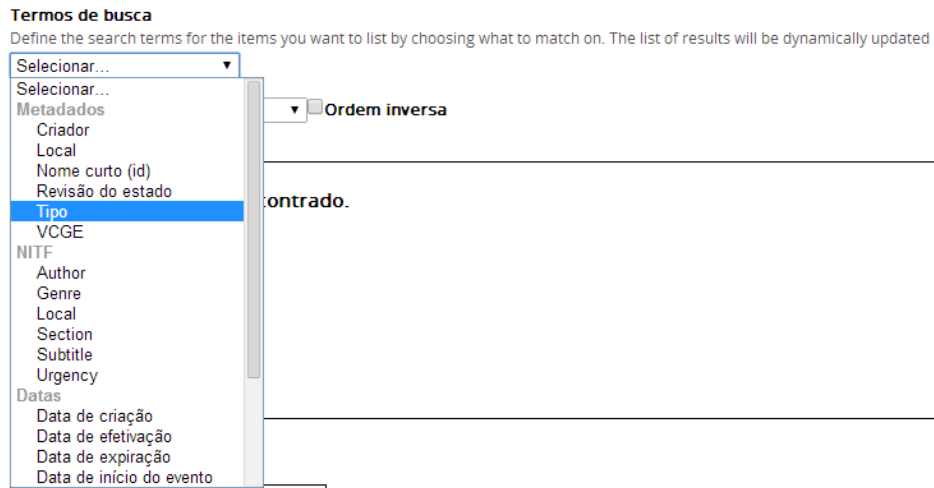 Termos de busca
Define the search terms for the items you want to list by choosing what to match on. The list of results will be dynamically updated
Selecionar...
Selecionar...
Metadados
Ordem inversa
Criador
Local
Nome curto (id)
Revisão do estado
contrado.
Tipo
VCGE
NITF
Author
Genre
Local
Section
Subtitle
Urgency
Datas
Data de criação
Data de efetivação
Data de expiração
Data de início do evento